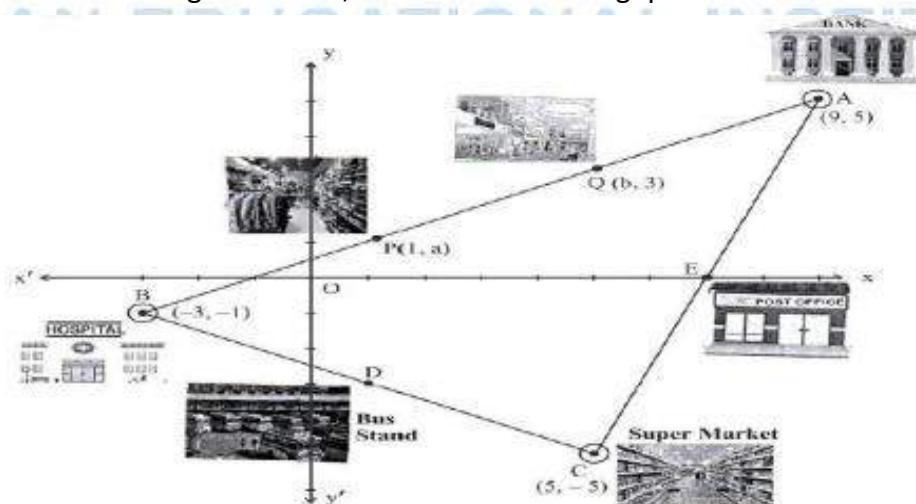 BANK
y
A
(9, 5)
Q (b, 3)
P(1, a)
x'
E
x
B
O
(−3, −1)
POST OFFICE
HOSPITAL
D
Bus
Stand
Super Market
C
(5, − 5)
y'